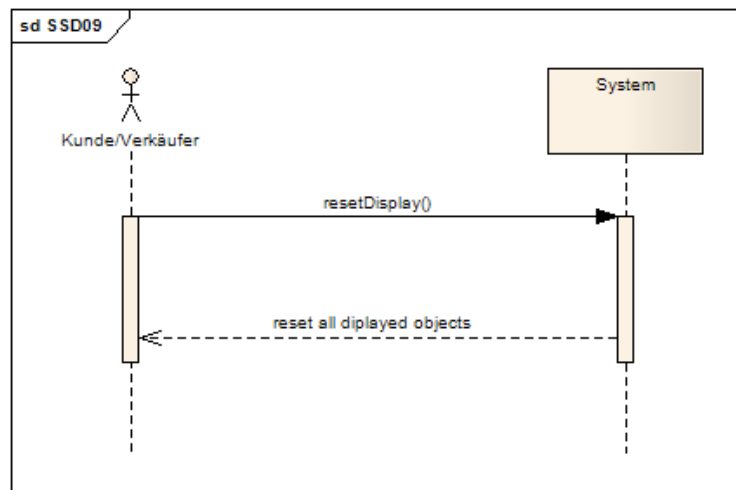 sd SSD09
System
Kunde/Verkäufer
resetDisplay()
reset all diplayed objects